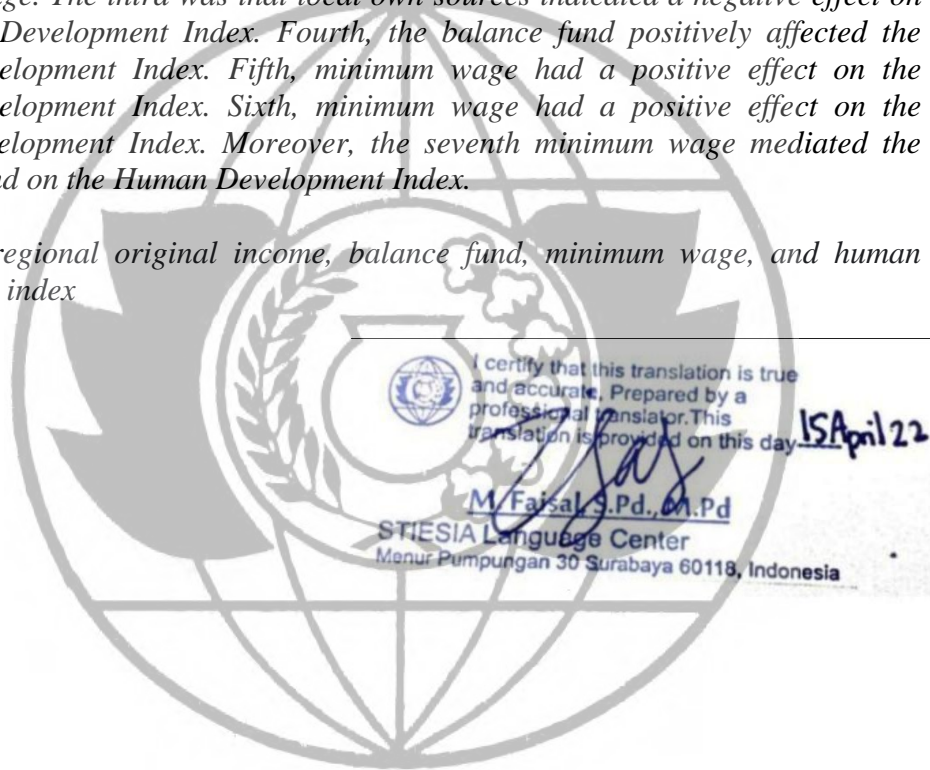 ge. The third was that local own sources indicated a negative effect on
Development Index. Fourth, the balance fund positively affected the
elopment Index. Fifth, minimum wage had a positive effect on the
elopment Index. Sixth, minimum wage had a positive effect on the
elopment Index. Moreover, the seventh minimum wage mediated the
nd on the Human Development Index.
regional original income, balance fund, minimum wage, and human
index
I certify that this translation is true
and accurate, Prepared by a
professional translator.This
translation is provided on this day 15 April 22
M. Faisal, S.Pd., M.Pd
STIESIA Language Center
Menur Pumpungan 30 Surabaya 60118, Indonesia